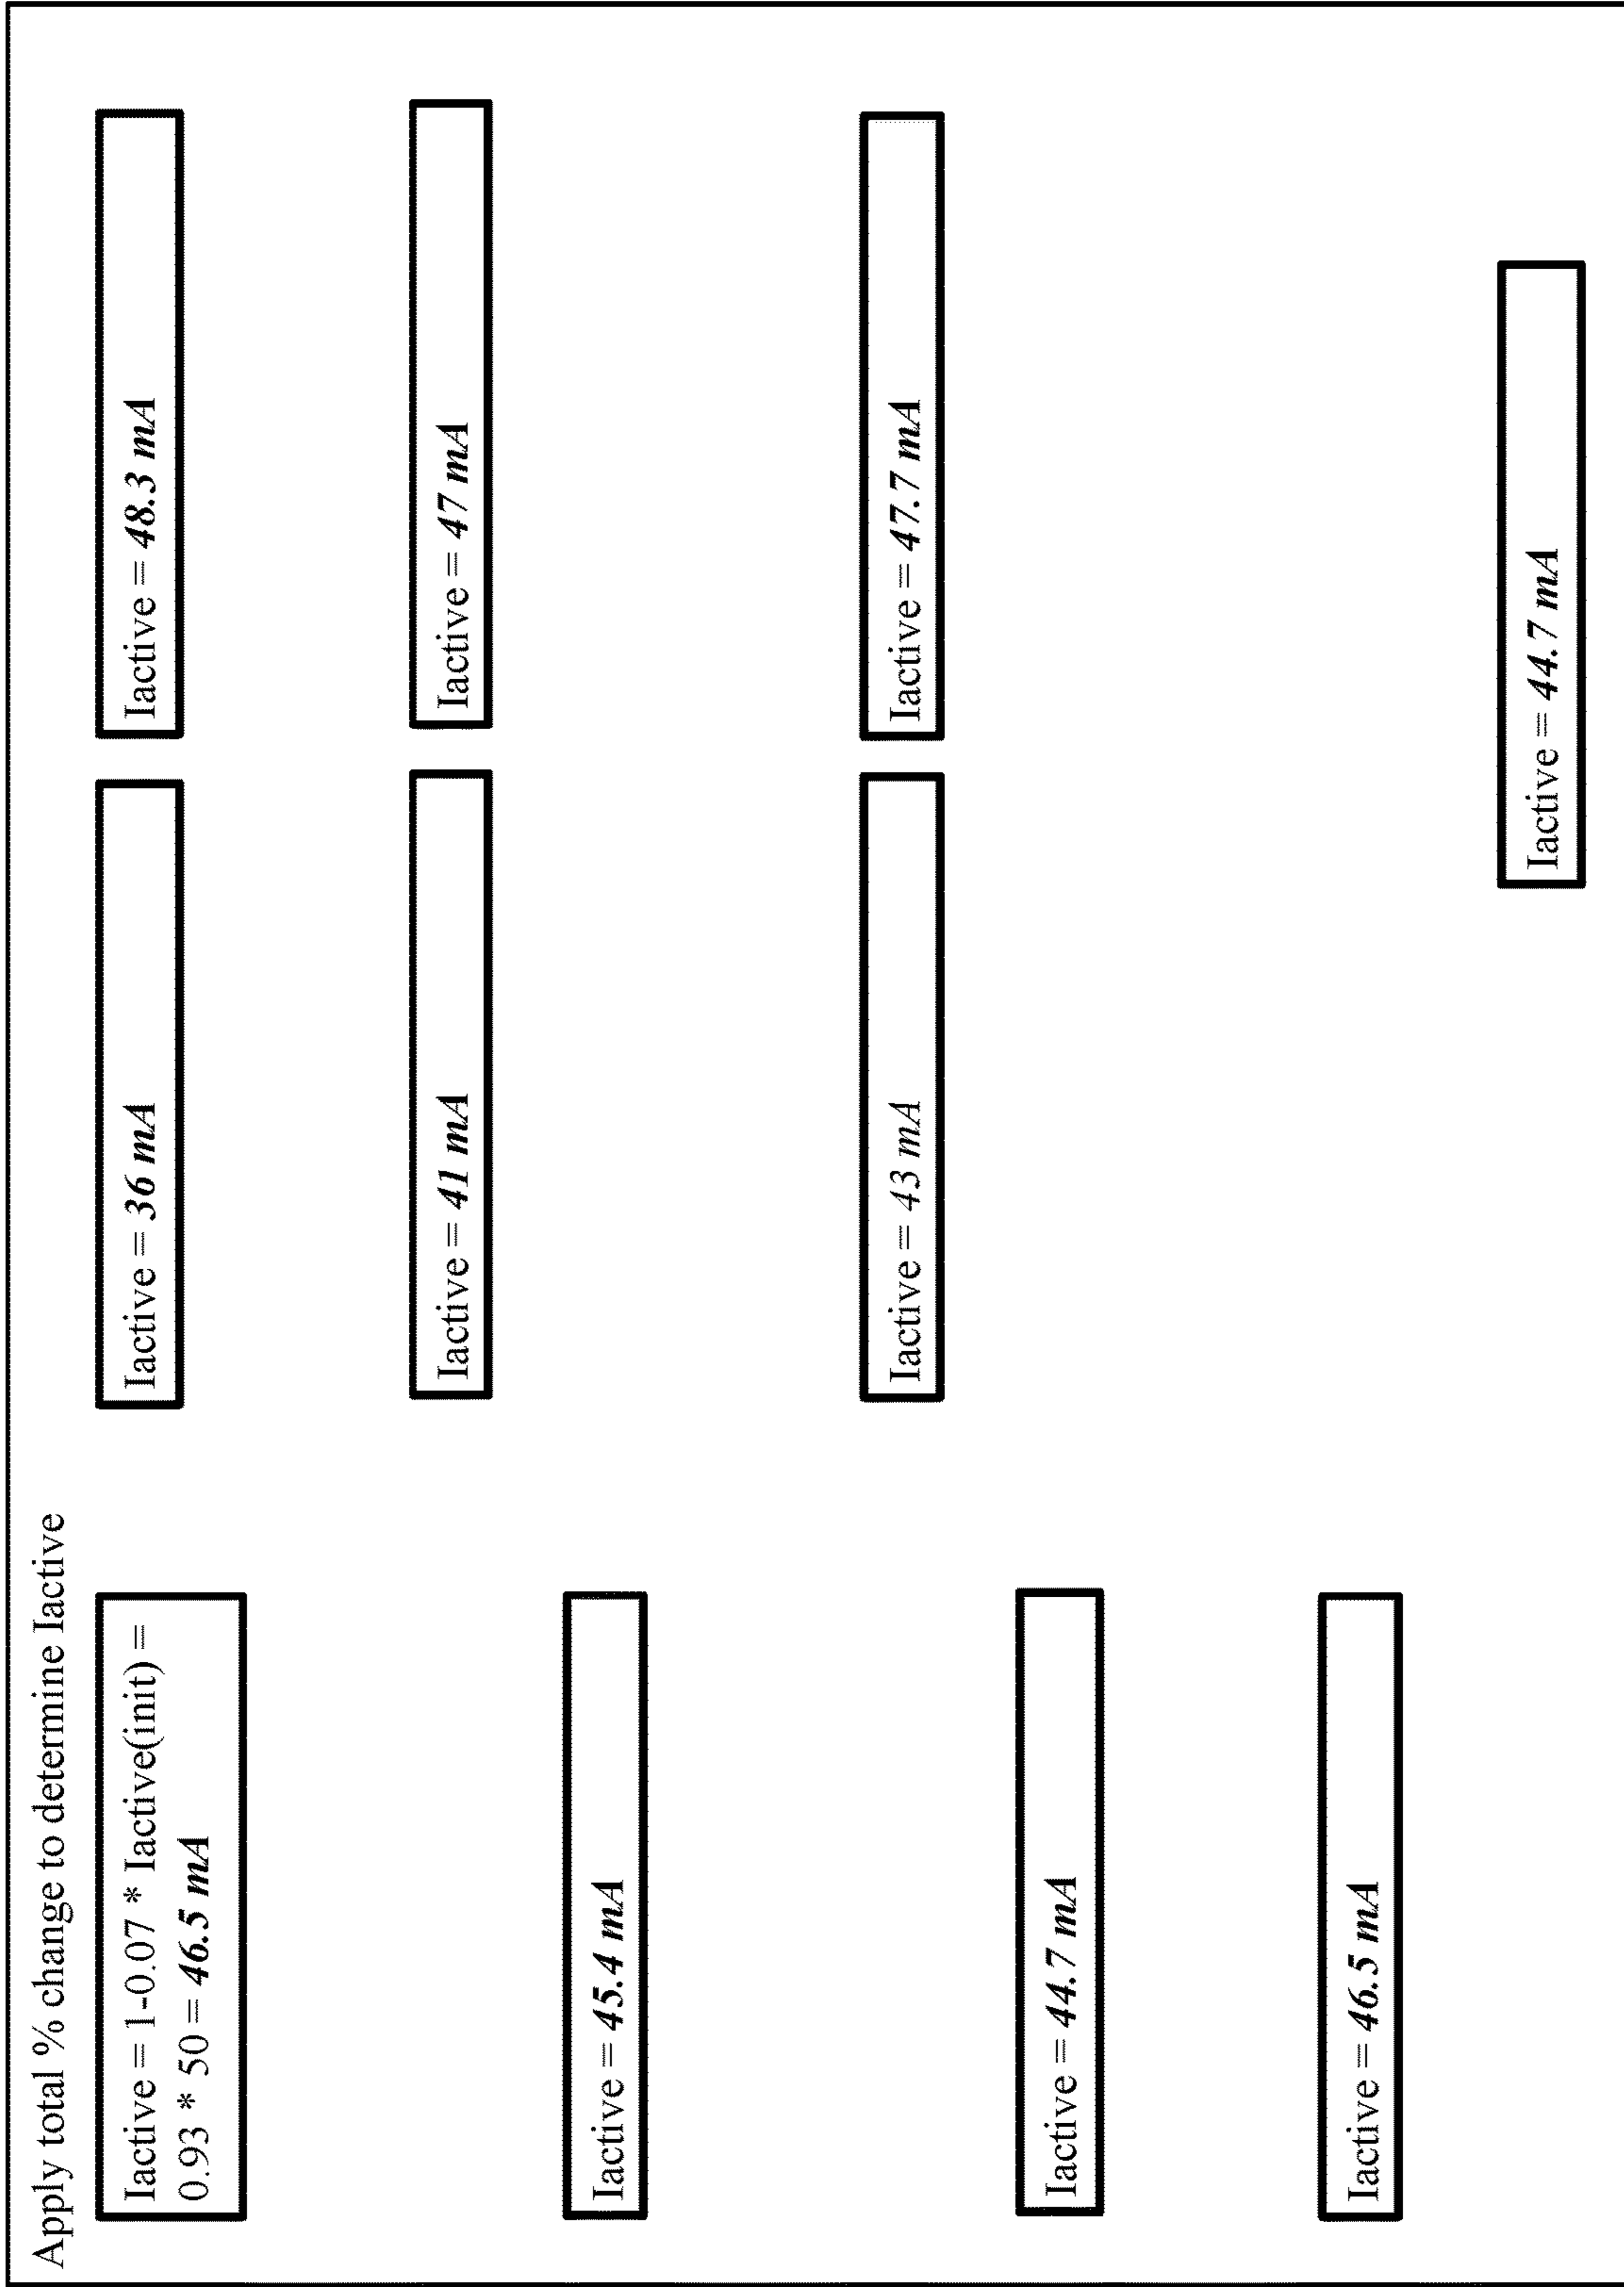 Apply total % change to determine Iactive
Iactive = 1-0.07 * Iactive(init) =
0.93 * 50 = 46.5 mA
Iactive = 36 mA
Iactive = 48.3 mA
Iactive = 41 mA
Iactive = 47 mA
Iactive = 45.4 mA
Iactive = 43 mA
Iactive = 47.7 mA
Iactive = 44.7 mA
Iactive = 46.5 mA
Iactive = 44.7 mA